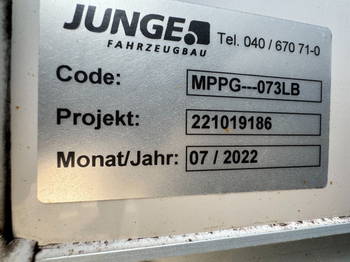 JUNGE
FAHRZEUGBAU
Tel. 040 / 670 71-0
Code: MPPG---073LB
Projekt: 221019186
Monat/Jahr: 07 / 2022